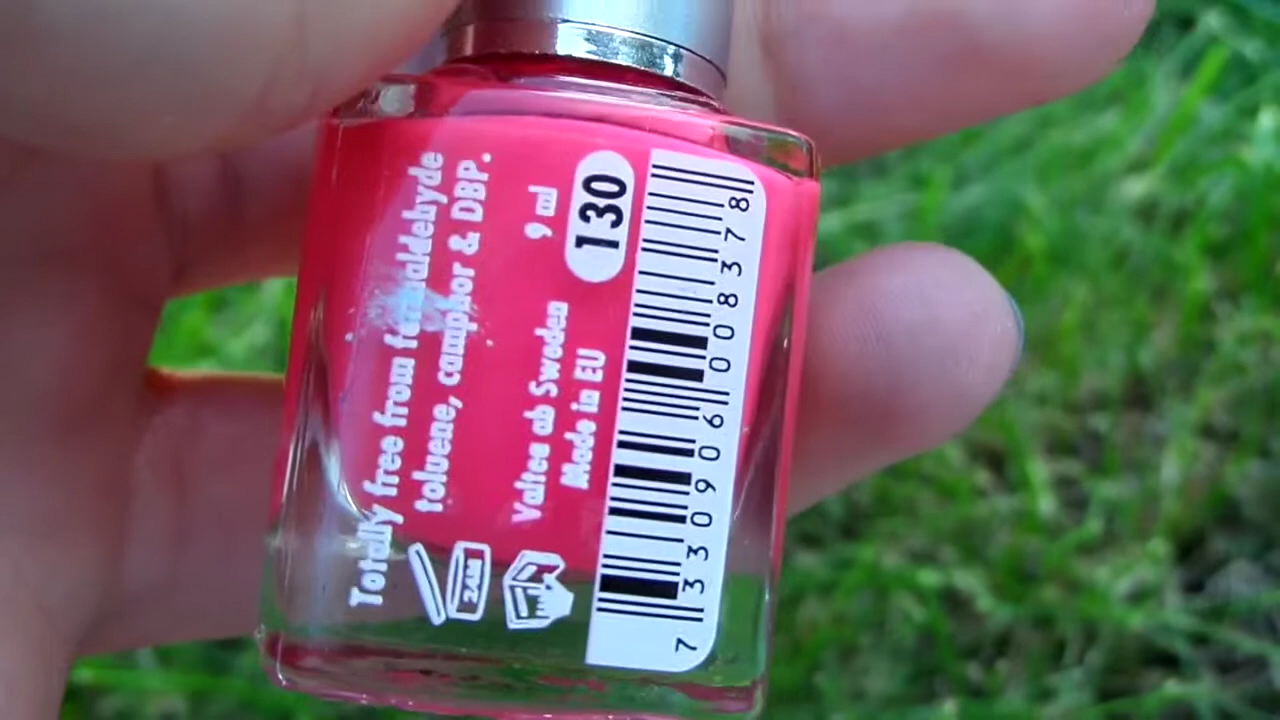 Totally free from formaldehyde
toluene, camphor & DBP.
9 ml
Valtea ab Sweden
Made in EU
130
7 330906 008378
24M